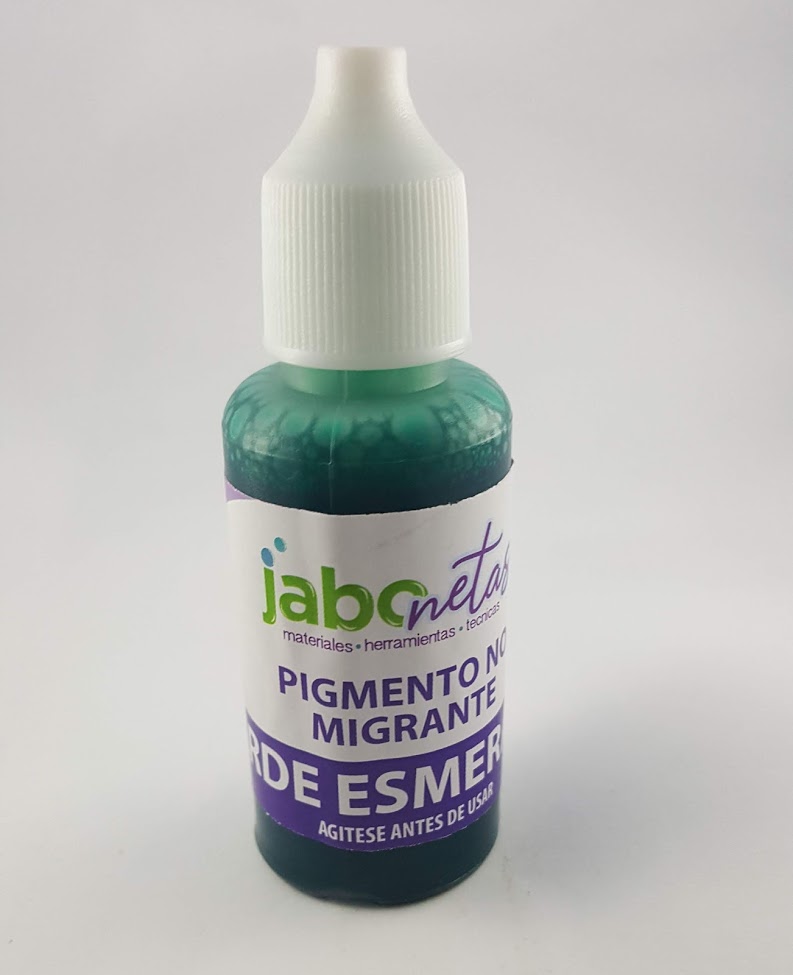 jabonetas
materiales • herramientas • tecnicas
PIGMENTO NO
MIGRANTE
RDE ESMER
AGITESE ANTES DE USAR